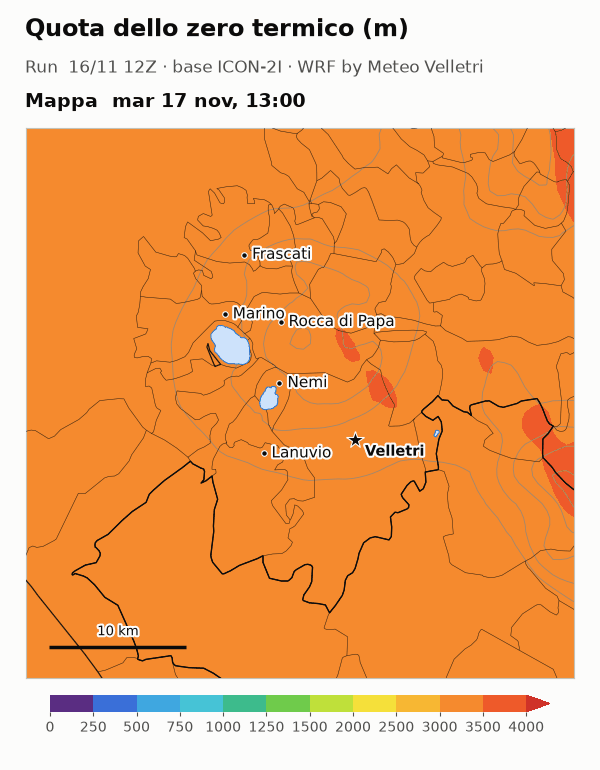 Quota dello zero termico (m)
Run 16/11 12Z · base ICON-2I · WRF by Meteo Velletri
Mappa mar 17 nov, 13:00
Frascati
Marino
Rocca di Papa
Nemi
Velletri
Lanuvio
10 km
0 250 500 750 1000 1250 1500 2000 2500 3000 3500 4000